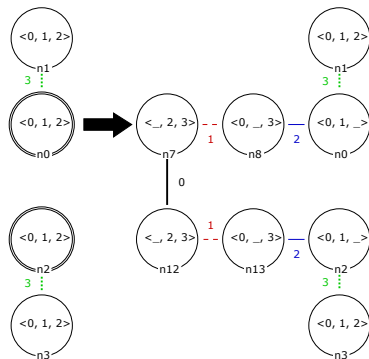 <0, 1, 2> <0, 1, 2>
n1 n1
3 3
<0, 1, 2> <_, 2, 3> <0, _, 3> <0, 1, _>
1 2
n0 n7 n8 n0
0
1
<0, 1, 2> <_, 2, 3> <0, _, 3> <0, 1, _>
2
n2 n12 n13 n2
3 3
<0, 1, 2> <0, 1, 2>
n3 n3